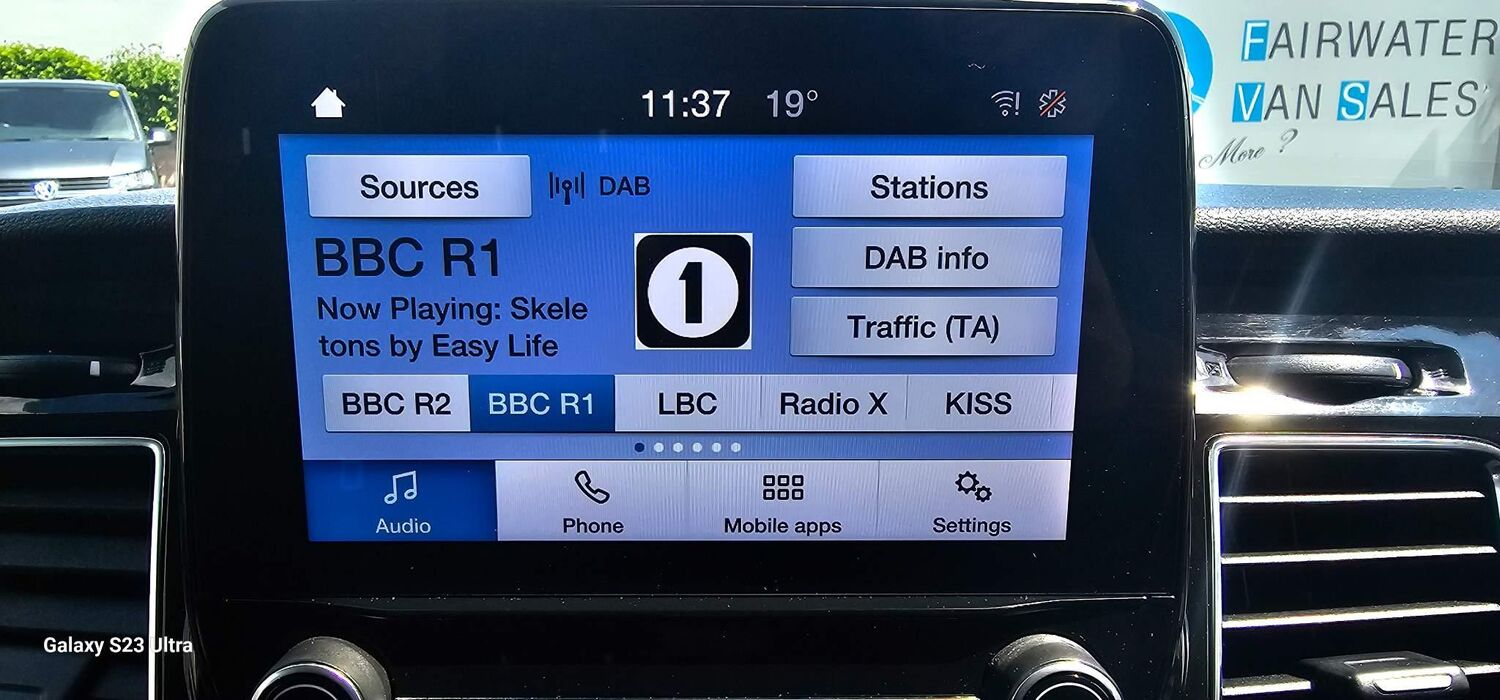 11:37 19°
FAIRWATER
VAN SALES
More ?
Sources
DAB
Stations
BBC R1
1
DAB info
Now Playing: Skele
tons by Easy Life
Traffic (TA)
BBC R2 BBC R1 LBC Radio X KISS
Audio Phone Mobile apps Settings
Galaxy S23 Ultra